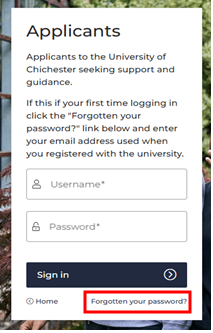 Applicants
Applicants to the University of
Chichester seeking support and
guidance.
If this if your first time logging in
click the "Forgotten your
password?" link below and enter
your email address used when
you registered with the university.
Username*
Password*
Sign in
Home
Forgotten your password?